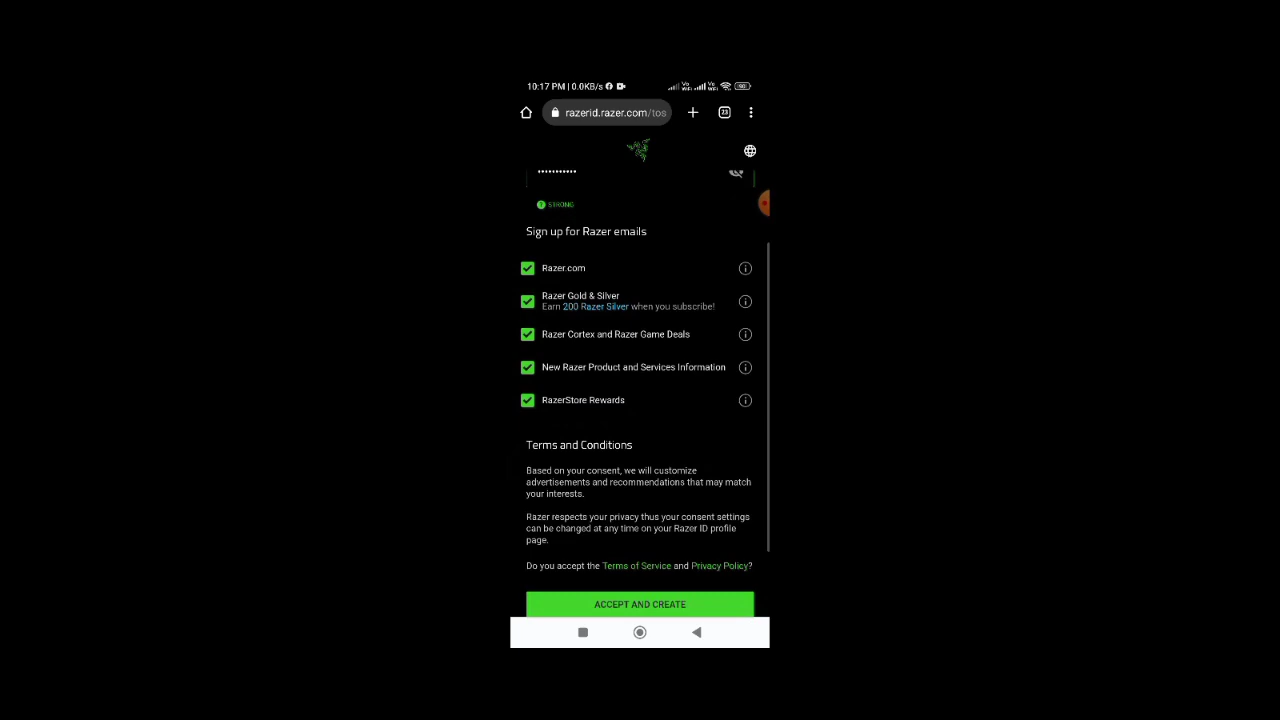 10:17 PM | 0.0KB/s
razerid.razer.com/tos
23
•••••••••••
STRONG
Sign up for Razer emails
Razer.com
Razer Gold & Silver
Earn 200 Razer Silver when you subscribe!
Razer Cortex and Razer Game Deals
New Razer Product and Services Information
RazerStore Rewards
Terms and Conditions
Based on your consent, we will customize
advertisements and recommendations that may match
your interests.
Razer respects your privacy thus your consent settings
can be changed at any time on your Razer ID profile
page.
Do you accept the Terms of Service and Privacy Policy?
ACCEPT AND CREATE